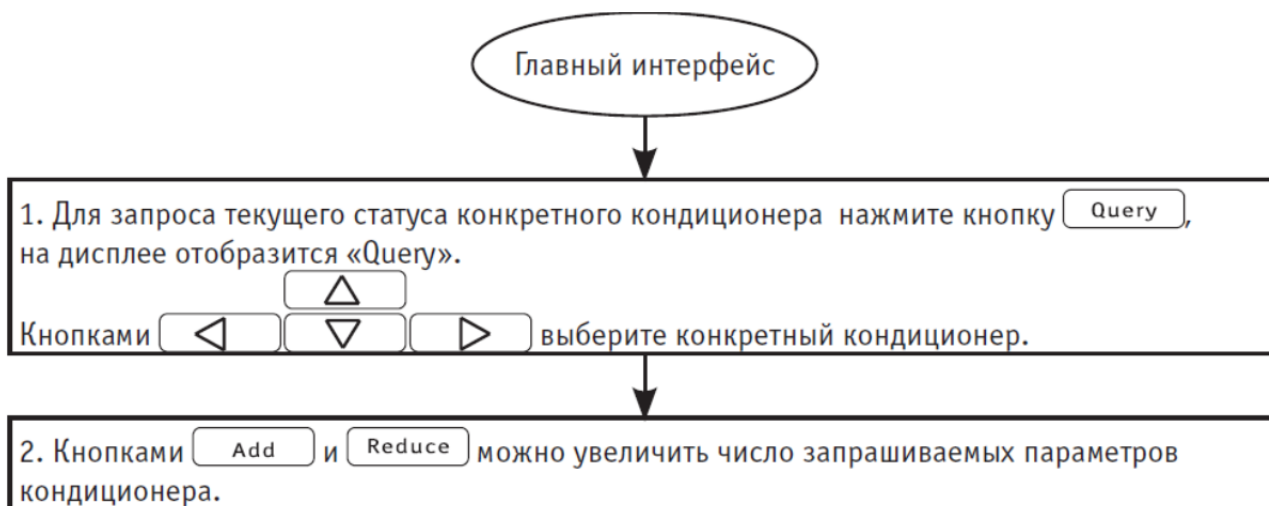 Главный интерфейс
1. Для запроса текущего статуса конкретного кондиционера нажмите кнопку Query,
на дисплее отобразится «Query».
Кнопками выберите конкретный кондиционер.
2. Кнопками Add и Reduce можно увеличить число запрашиваемых параметров
кондиционера.